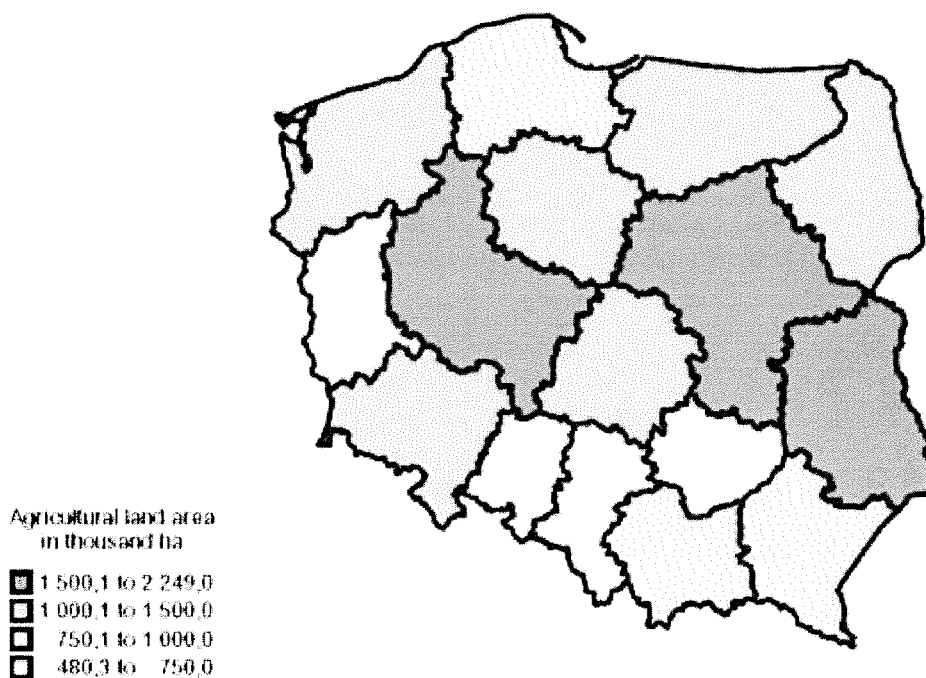 Agricultural land area
in thousand ha
1 500,1 to 2 249,0
1 000,1 to 1 500,0
750,1 to 1 000,0
480,3 to 750,0